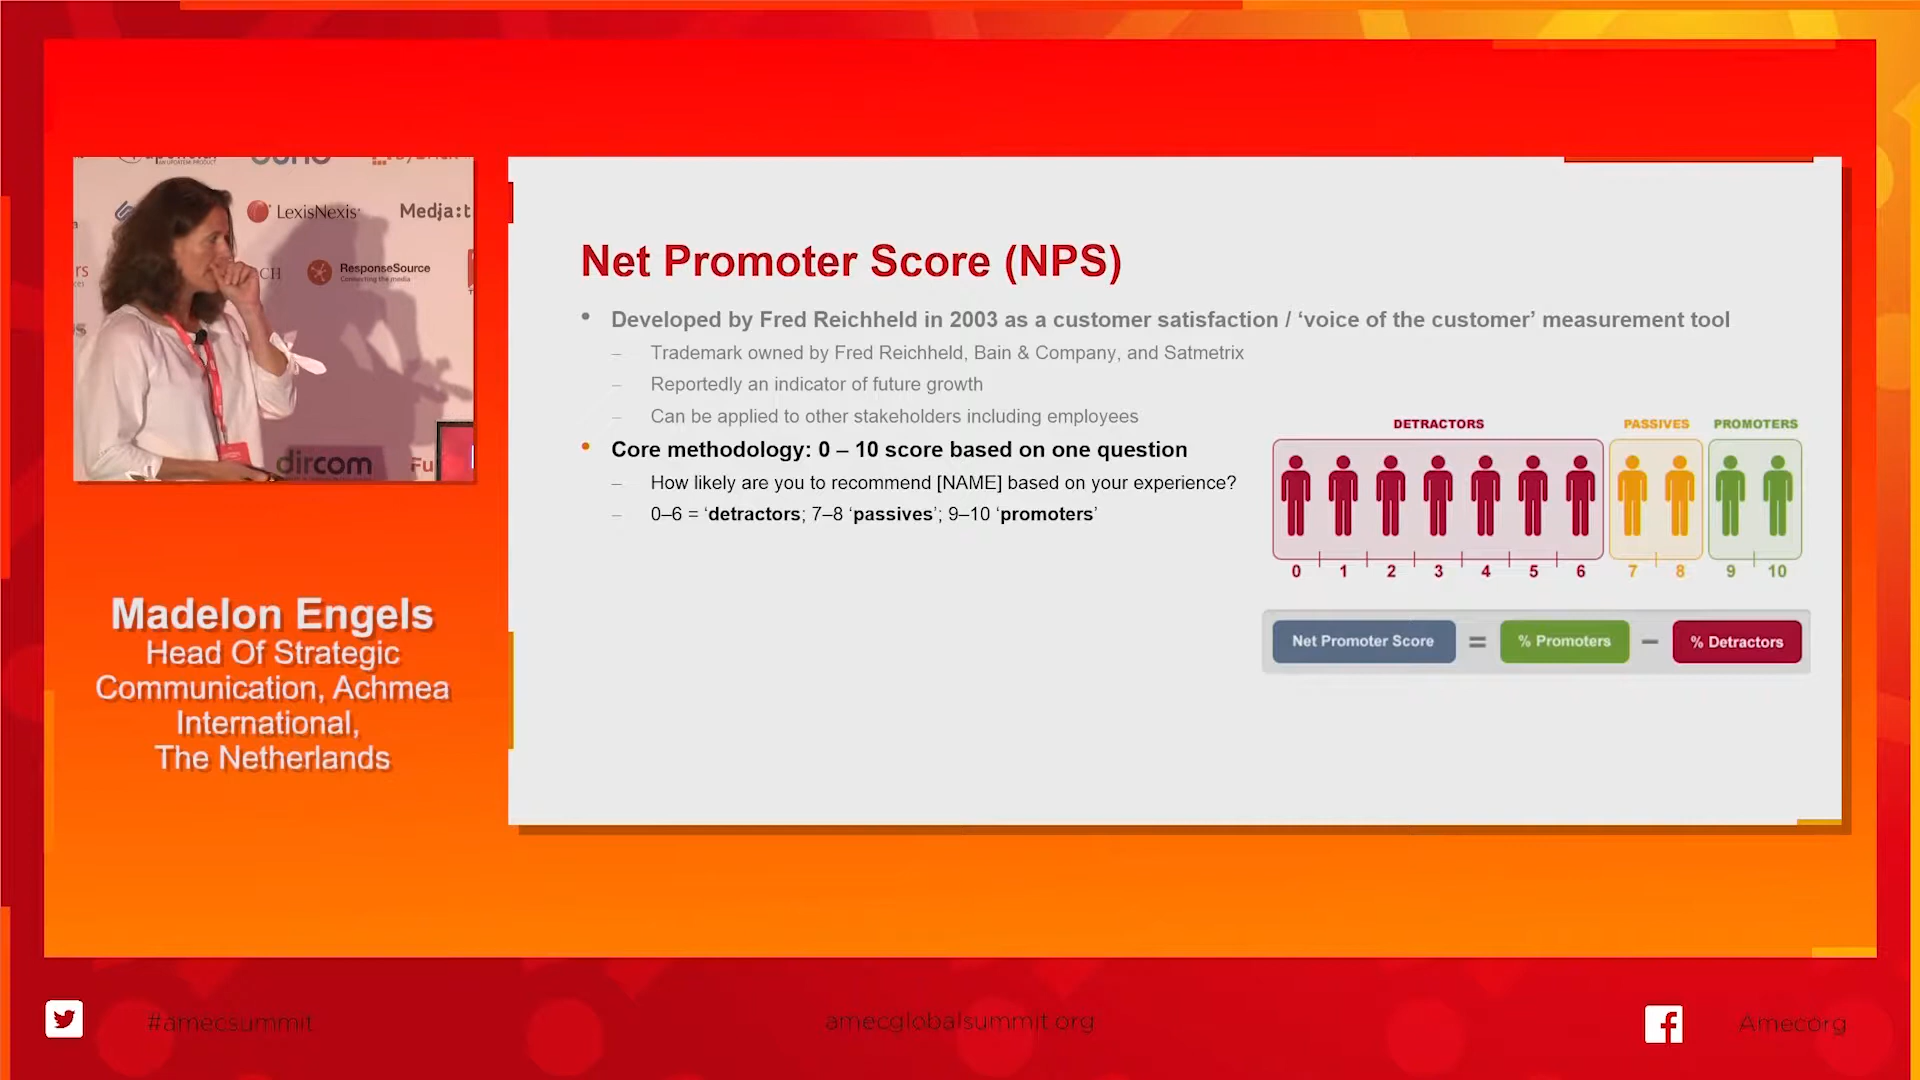 LexisNexis
ResponseSource
Connecting the media
dircom
Fu
Madelon Engels
Head Of Strategic
Communication, Achmea
International,
The Netherlands
Net Promoter Score (NPS)
• Developed by Fred Reichheld in 2003 as a customer satisfaction / ‘voice of the customer’ measurement tool
– Trademark owned by Fred Reichheld, Bain & Company, and Satmetrix
– Reportedly an indicator of future growth
– Can be applied to other stakeholders including employees
• Core methodology: 0 – 10 score based on one question
– How likely are you to recommend [NAME] based on your experience?
– 0–6 = ‘detractors; 7–8 ‘passives’; 9–10 ‘promoters’
DETRACTORS PASSIVES PROMOTERS
0 1 2 3 4 5 6 7 8 9 10
Net Promoter Score = % Promoters – % Detractors
#amecsummit
amecglobalsummit.org
Amecorg